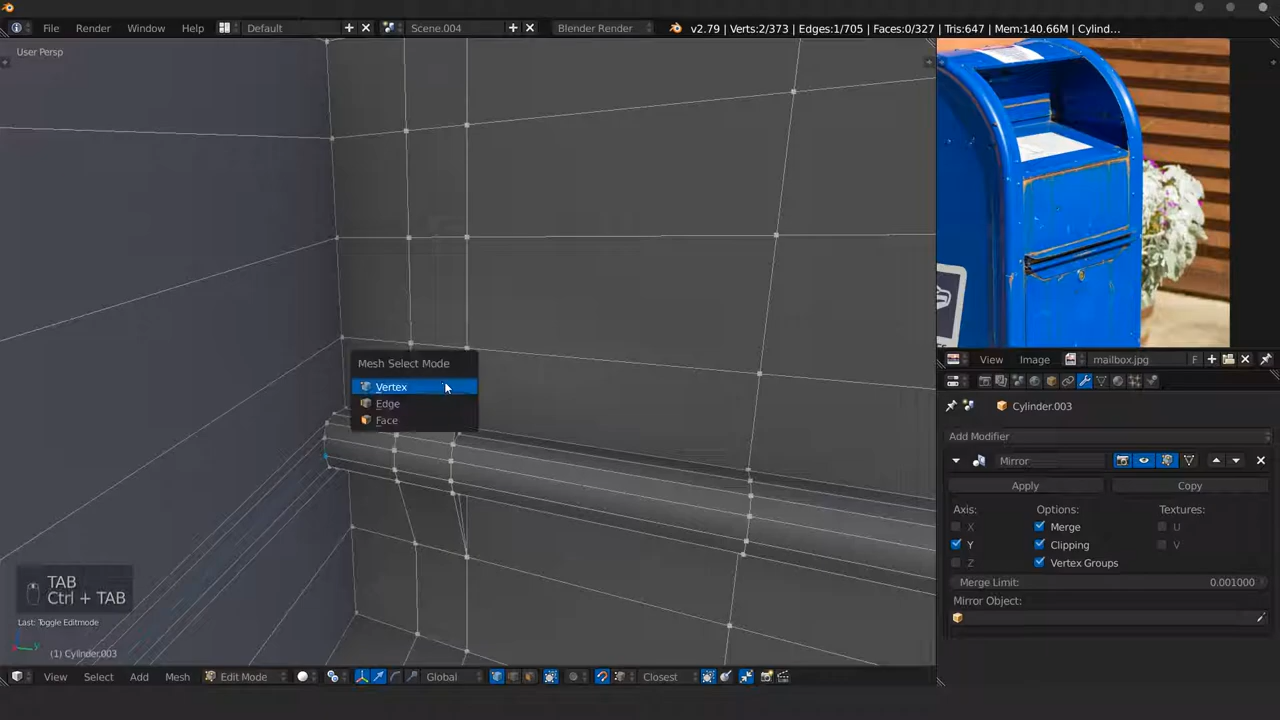 File Render Window Help Default Scene.004 Blender Render v2.79 | Verts:2/373 | Edges:1/705 | Faces:0/327 | Tris:647 | Mem:140.66M | Cylind...
User Persp
Mesh Select Mode
Vertex
Edge
Face
TAB
Ctrl + TAB
Last: Toggle Editmode
(1) Cylinder.003
View Select Add Mesh Edit Mode Global Closest
View Image mailbox.jpg F
Cylinder.003
Add Modifier
Mirror
Apply Copy
Axis: Options: Textures:
X Merge U
Y Clipping V
Z Vertex Groups
Merge Limit: 0.001000
Mirror Object: